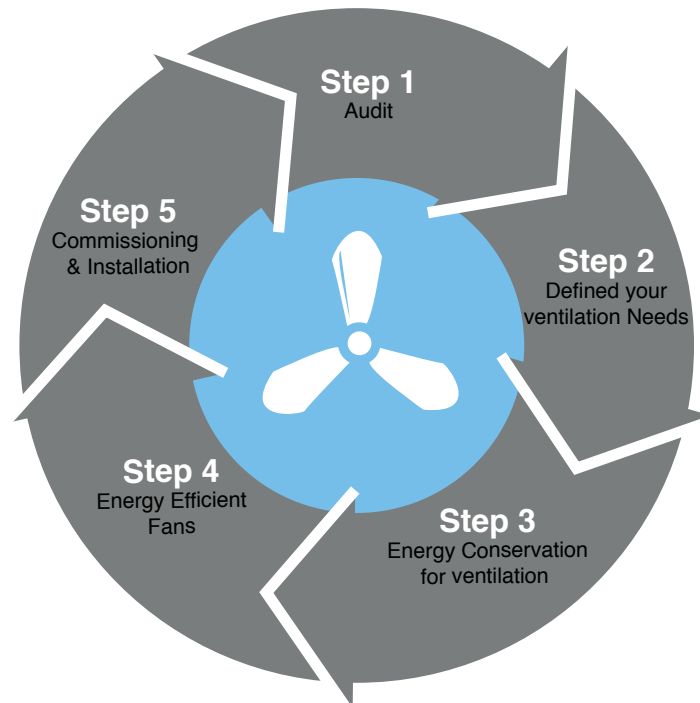 Step 1
Audit
Step 2
Defined your
ventilation Needs
Step 3
Energy Conservation
for ventilation
Step 4
Energy Efficient
Fans
Step 5
Commissioning
& Installation